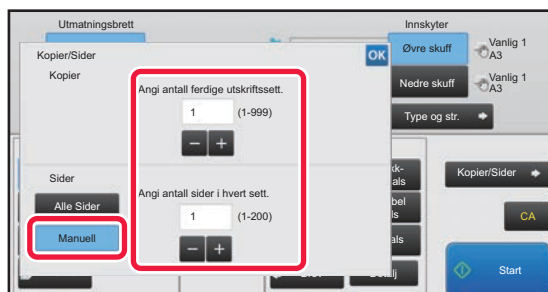 Utmatningsbrett
Innskyter
Kopier/Sider
OK
Øvre skuff
Vanlig 1
A3
Kopier
Angi antall ferdige utskriftssett.
1
(1-999)
Nedre skuff
Vanlig 1
A3
Type og str.
Sider
Angi antall sider i hvert sett.
Alle Sider
1
(1-200)
Manuell
Kopier/Sider
CA
Start